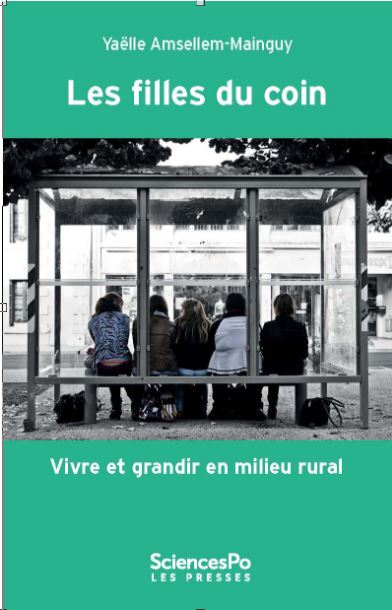 Yaëlle Amsellem-Mainguy
Les filles du coin
Vivre et grandir en milieu rural
SciencesPo
LES PRESSES